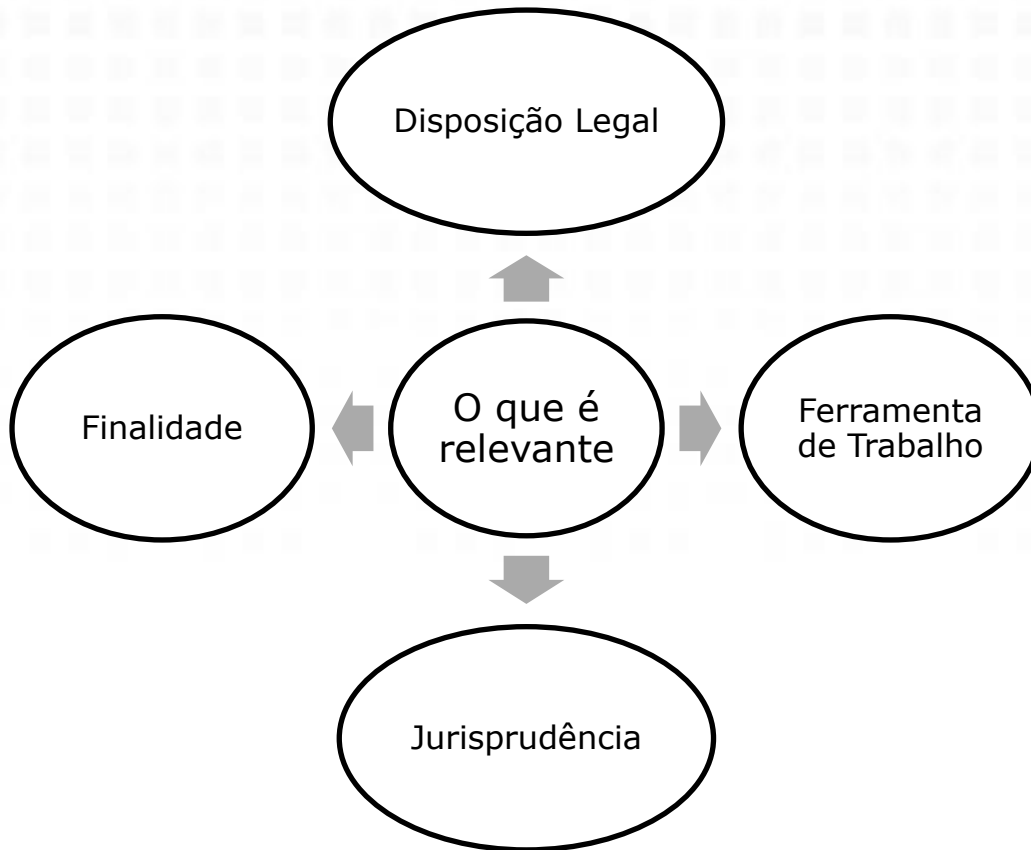 Disposição Legal
Finalidade
O que é
relevante
Ferramenta
de Trabalho
Jurisprudência